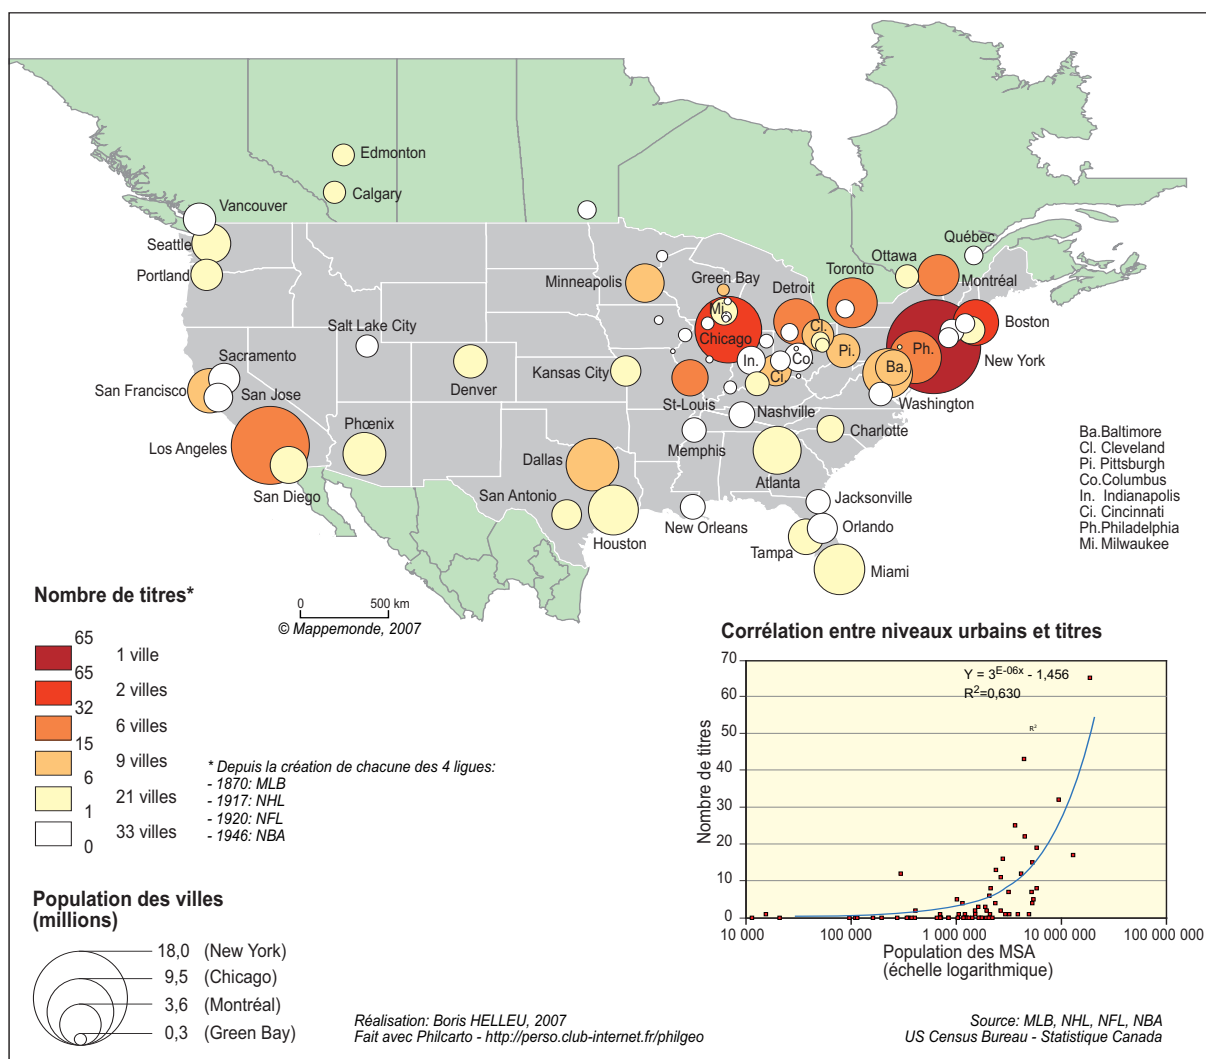 Edmonton
Calgary
Vancouver
Seattle
Portland
Québec
Ottawa
Toronto
Montréal
Minneapolis
Green Bay
Detroit
Mi.
Cl.
Boston
Salt Lake City
Chicago
Pi.
Ph.
New York
Sacramento
In.
Co.
Ba.
San Francisco
Denver
Kansas City
Ci.
San Jose
St-Louis
Washington
Nashville
Los Angeles
Phœnix
Memphis
Charlotte
Dallas
Atlanta
San Diego
San Antonio
Houston
New Orleans
Jacksonville
Orlando
Tampa
Miami
Ba.Baltimore
Cl. Cleveland
Pi. Pittsburgh
Co.Columbus
In. Indianapolis
Ci. Cincinnati
Ph.Philadelphia
Mi. Milwaukee
0 500 km
© Mappemonde, 2007
Nombre de titres*
65
1 ville
65
2 villes
32
6 villes
15
9 villes
6
21 villes
1
33 villes
0
* Depuis la création de chacune des 4 ligues:
- 1870: MLB
- 1917: NHL
- 1920: NFL
- 1946: NBA
Population des villes
(millions)
18,0 (New York)
9,5 (Chicago)
3,6 (Montréal)
0,3 (Green Bay)
Corrélation entre niveaux urbains et titres
Y = 3E-06x - 1,456
R2=0,630
R2
Nombre de titres
70
60
50
40
30
20
10
0
10 000 100 000 1 000 000 10 000 000 100 000 000
Population des MSA
(échelle logarithmique)
Réalisation: Boris HELLEU, 2007
Fait avec Philcarto - http://perso.club-internet.fr/philgeo
Source: MLB, NHL, NFL, NBA
US Census Bureau - Statistique Canada